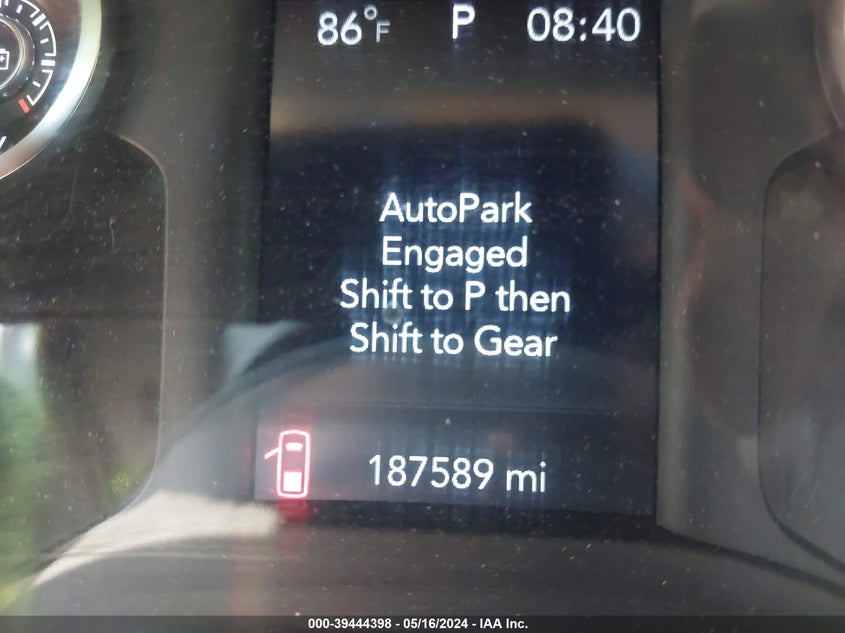 86°F P 08:40
AutoPark
Engaged
Shift to P then
Shift to Gear
187589 mi
000-39444398 - 05/16/2024 - IAA Inc.